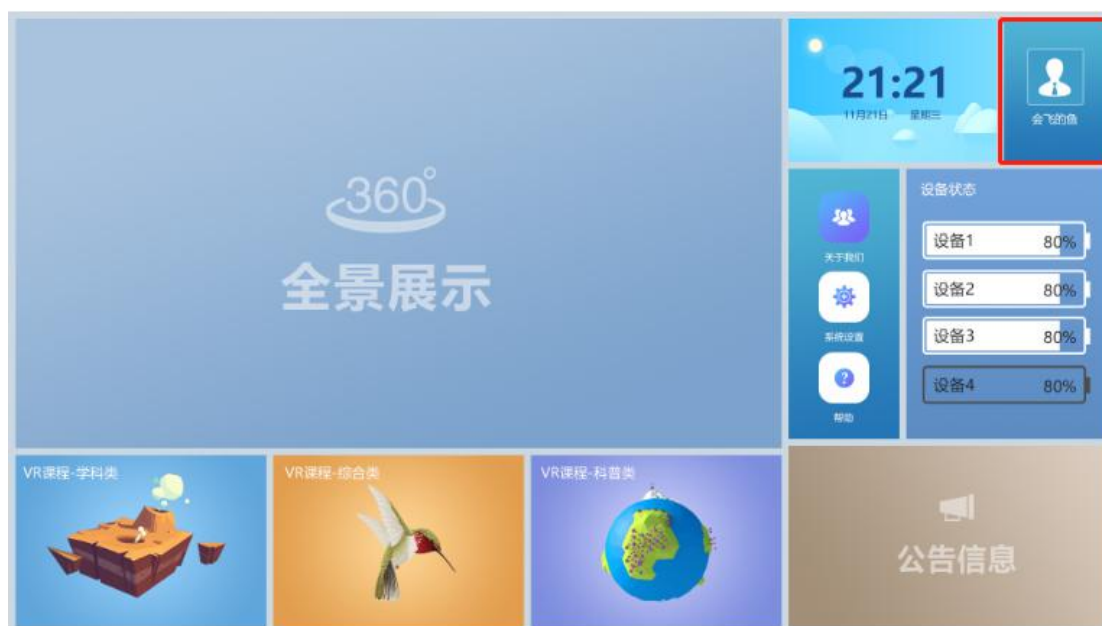 360°
全景展示
21:21
11月21日 星期三
会飞的鱼
关于我们
系统设置
帮助
设备状态
设备1 80%
设备2 80%
设备3 80%
设备4 80%
VR课程-学科类
VR课程-综合类
VR课程-科普类
公告信息